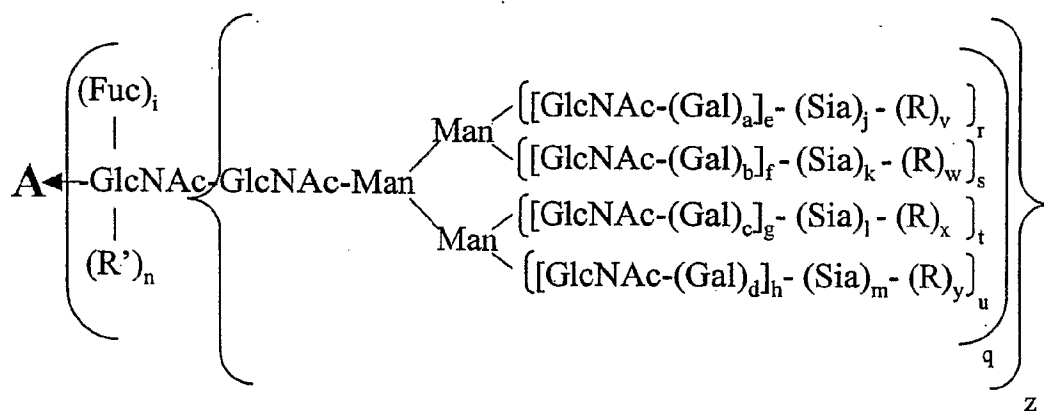 (Fuc)i
[GlcNAc-(Gal)a]e- (Sia)j - (R)v ]r
Man
[GlcNAc-(Gal)b]f- (Sia)k - (R)w ]s
A -GlcNAc-GlcNAc-Man
[GlcNAc-(Gal)c]g- (Sia)l - (R)x ]t
Man
(R')n
[[GlcNAc-(Gal)d]h- (Sia)m- (R)y ]u
q
z